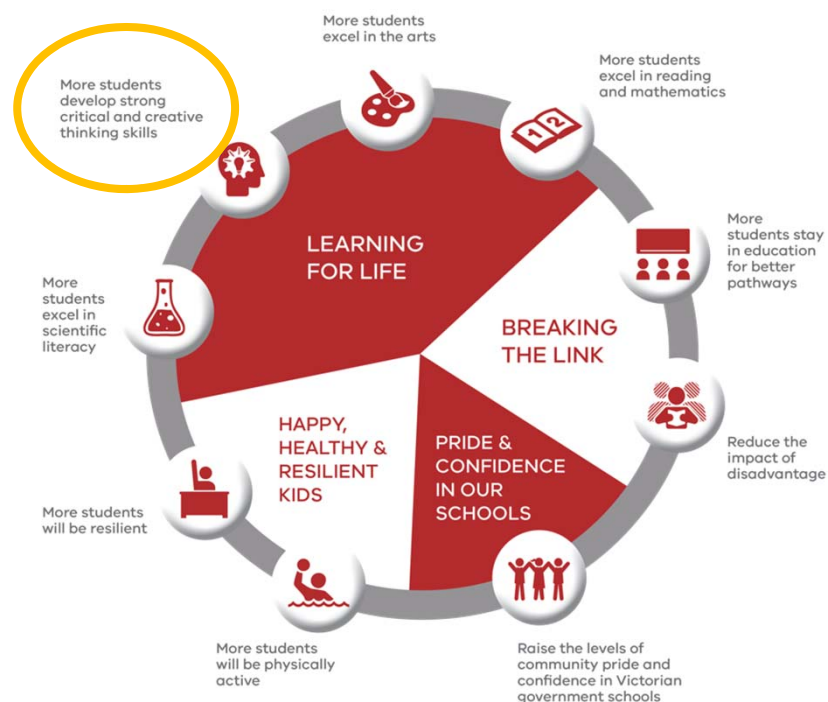 More students
excel in the arts
More students
excel in reading
and mathematics
More students
develop strong
critical and creative
thinking skills
1 2
LEARNING
FOR LIFE
More
students stay
in education
for better
pathways
More
students
excel in
scientific
literacy
BREAKING
THE LINK
HAPPY,
HEALTHY &
RESILIENT
KIDS
PRIDE &
CONFIDENCE
IN OUR
SCHOOLS
Reduce the
impact of
disadvantage
More students
will be resilient
More students
will be physically
active
Raise the levels of
community pride and
confidence in Victorian
government schools